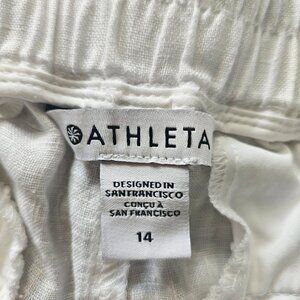 ATHLETA
DESIGNED IN
SAN FRANCISCO
CONÇU À
SAN FRANCISCO
14